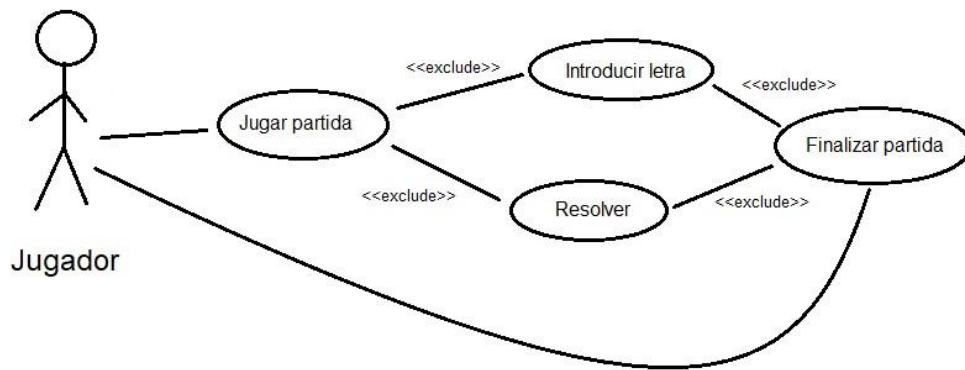 <<exclude>>
Introducir letra
<<exclude>>
Jugar partida
Finalizar partida
<<exclude>>
Resolver
<<exclude>>
Jugador